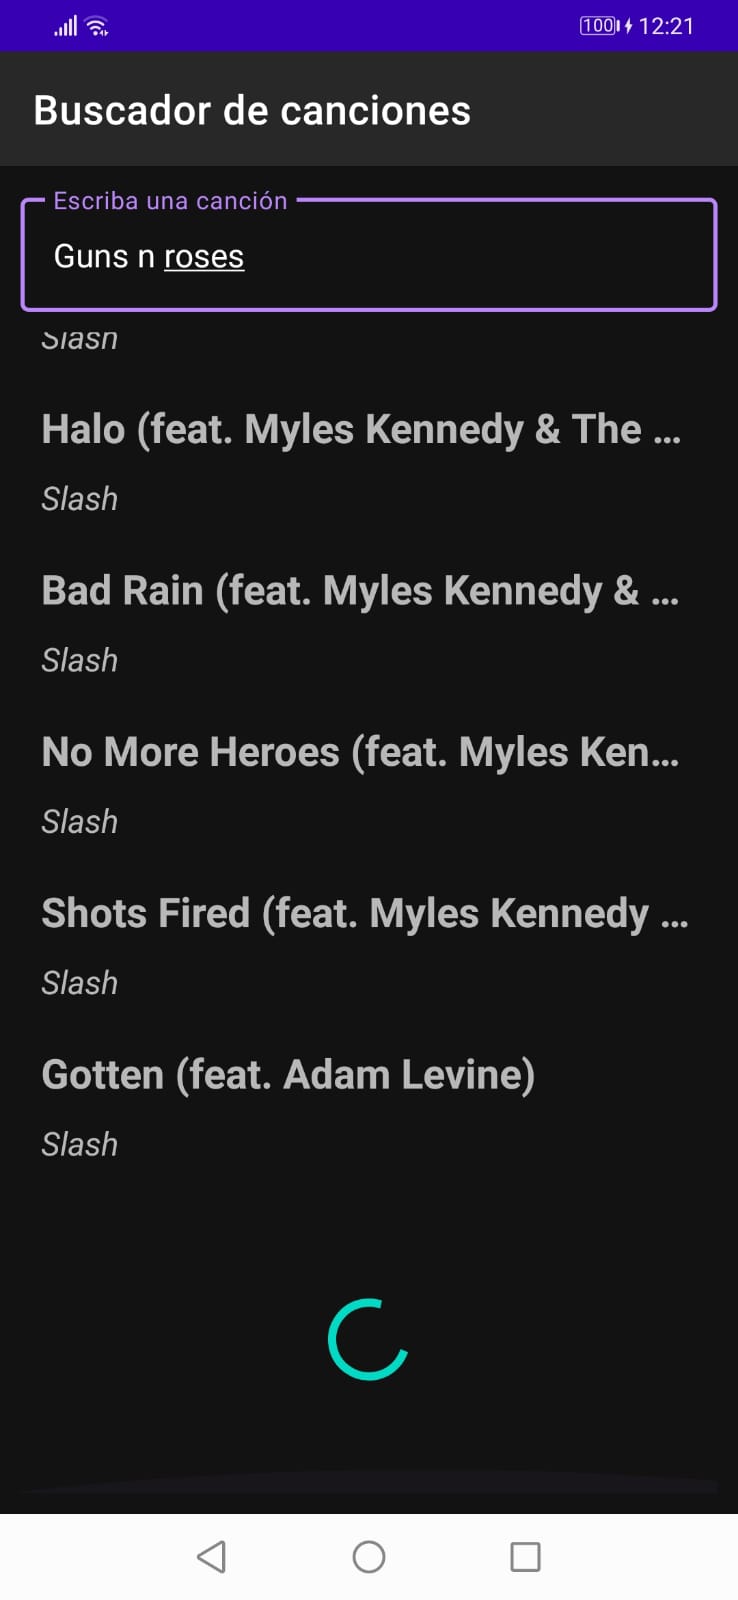 100 12:21
Buscador de canciones
Escriba una canción
Guns n roses
Slash
Halo (feat. Myles Kennedy & The ...
Slash
Bad Rain (feat. Myles Kennedy & ...
Slash
No More Heroes (feat. Myles Ken...
Slash
Shots Fired (feat. Myles Kennedy ...
Slash
Gotten (feat. Adam Levine)
Slash